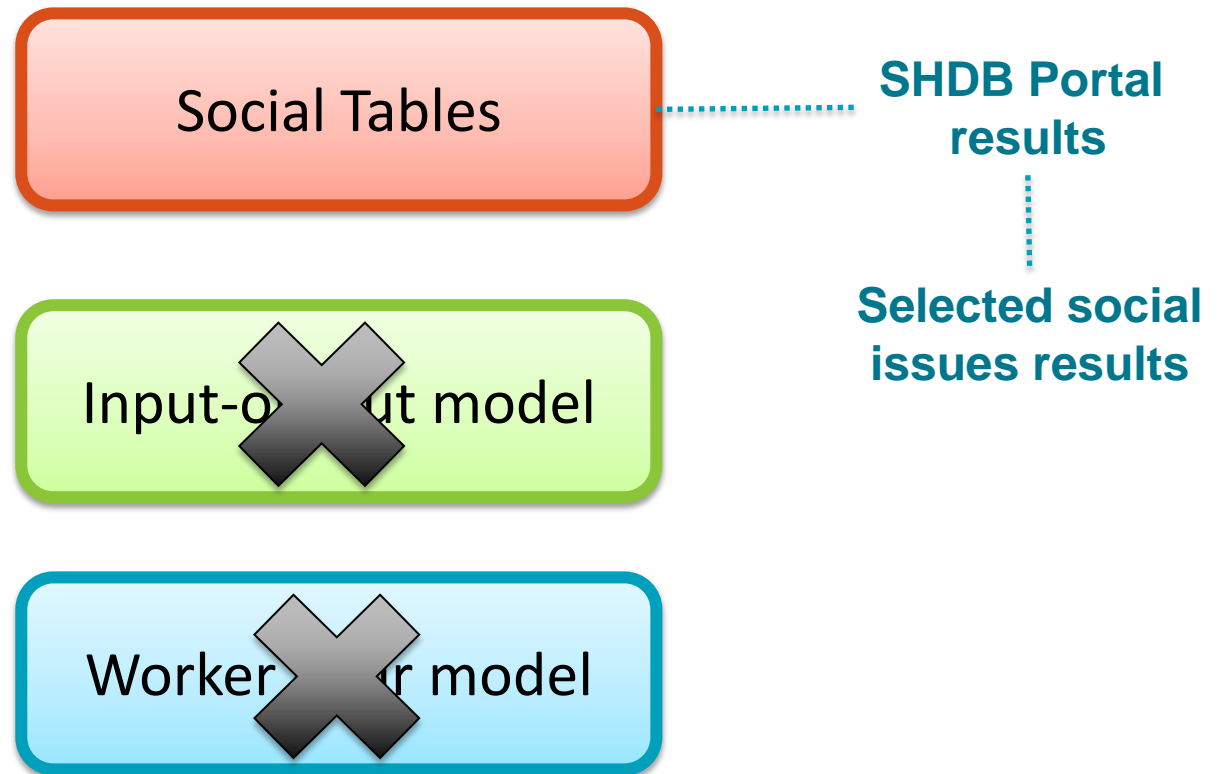 Social Tables
SHDB Portal
results
Selected social
issues results
Input-o ut model
Worker r model